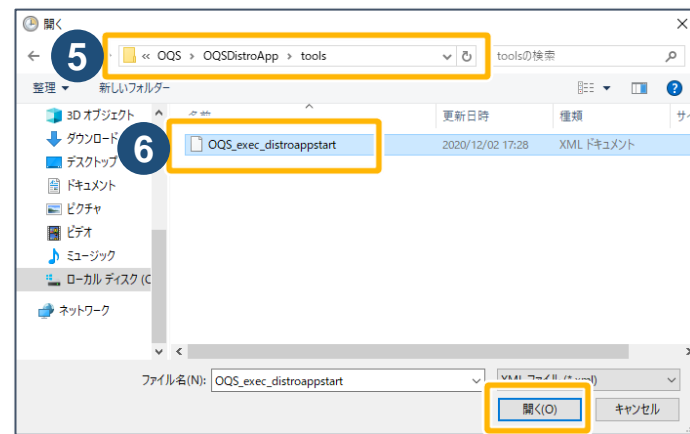 開く
5
« OQS › OQSDistroApp › tools
toolsの検索
整理 新しいフォルダー
3D オブジェクト
更新日時 種類
ダウンロード
6
OQS_exec_distroappstart 2020/12/02 17:28 XML ドキュメント
デスクトップ
ドキュメント
ピクチャ
ビデオ
ミュージック
ローカル ディスク (C
ネットワーク
ファイル名(N): OQS_exec_distroappstart
開く(O) キャンセル